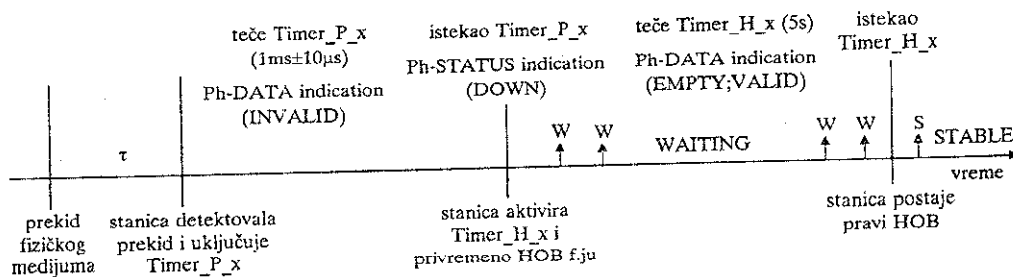 teče Timer_P_x
(1ms±10μs)
Ph-DATA indication
(INVALID)
istekao Timer_P_x
Ph-STATUS indication
(DOWN)
teče Timer_H_x (5s)
Ph-DATA indication
(EMPTY;VALID)
istekao
Timer_H_x
τ
W
W
WAITING
W
W
S
STABLE
vreme
prekid
fizičkog
medijuma
stanica detektovala
prekid i uključuje
Timer_P_x
stanica aktivira
Timer_H_x i
privremeno HOB f.ju
stanica postaje
pravi HOB